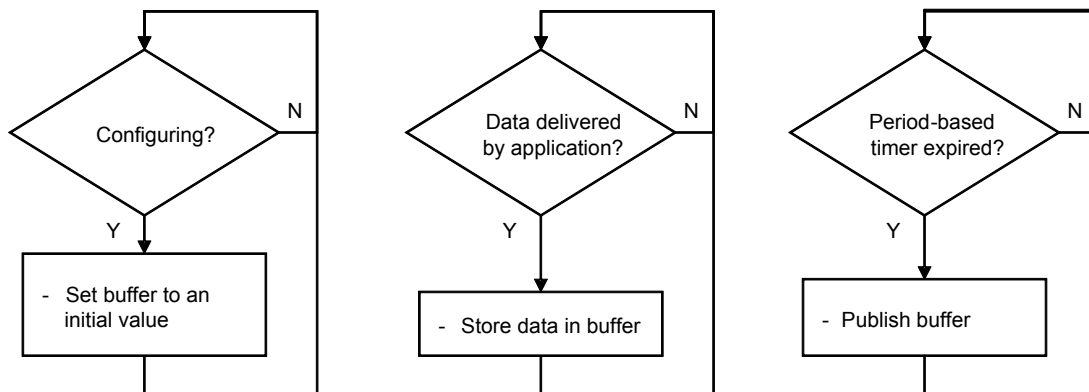 Configuring?
N
Y
- Set buffer to an
initial value
Data delivered
by application?
N
Y
- Store data in buffer
Period-based
timer expired?
N
Y
- Publish buffer